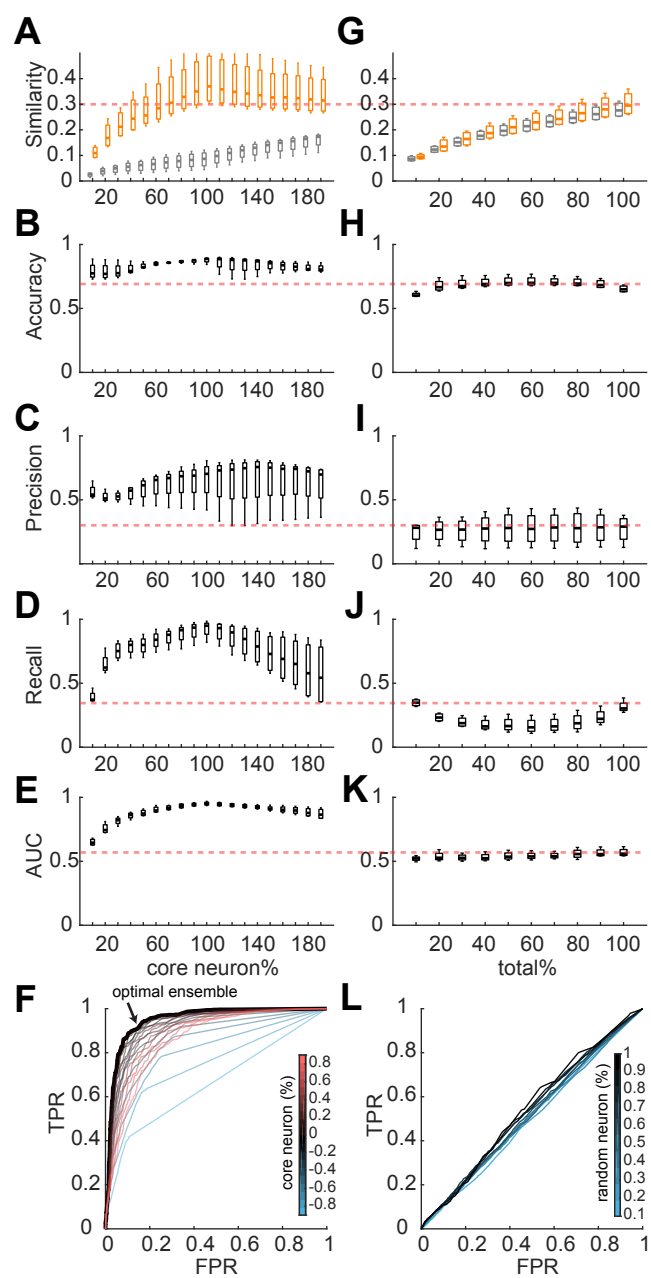 A
Similarity
0.4
0.3
0.2
0.1
0
20 60 100 140 180
G
0.4
0.3
0.2
0.1
0
20 40 60 80 100
B
Accuracy
1
0.5
0
20 60 100 140 180
H
1
0.5
0
20 40 60 80 100
C
Precision
1
0.5
0
20 60 100 140 180
I
1
0.5
0
20 40 60 80 100
D
Recall
1
0.5
0
20 60 100 140 180
J
1
0.5
0
20 40 60 80 100
E
AUC
1
0.5
0
20 60 100 140 180
core neuron%
K
1
0.5
0
20 40 60 80 100
total%
F
optimal ensemble
TPR
1
0.8
0.6
0.4
0.2
0
0 0.2 0.4 0.6 0.8 1
FPR
core neuron (%)
0.8
0.6
0.4
0.2
0
-0.2
-0.4
-0.6
-0.8
L
TPR
1
0.8
0.6
0.4
0.2
0
0 0.2 0.4 0.6 0.8 1
FPR
random neuron (%)
1
0.9
0.8
0.7
0.6
0.5
0.4
0.3
0.2
0.1